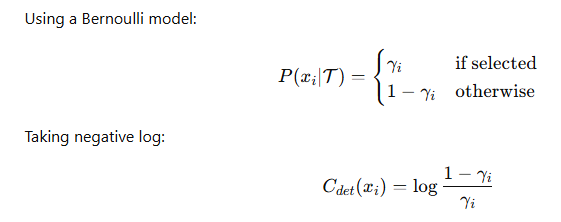 Using a Bernoulli model:
P(x_i|𝒯) = { γ_i if selected
1 − γ_i otherwise
Taking negative log:
C_det(x_i) = log (1 − γ_i)/γ_i